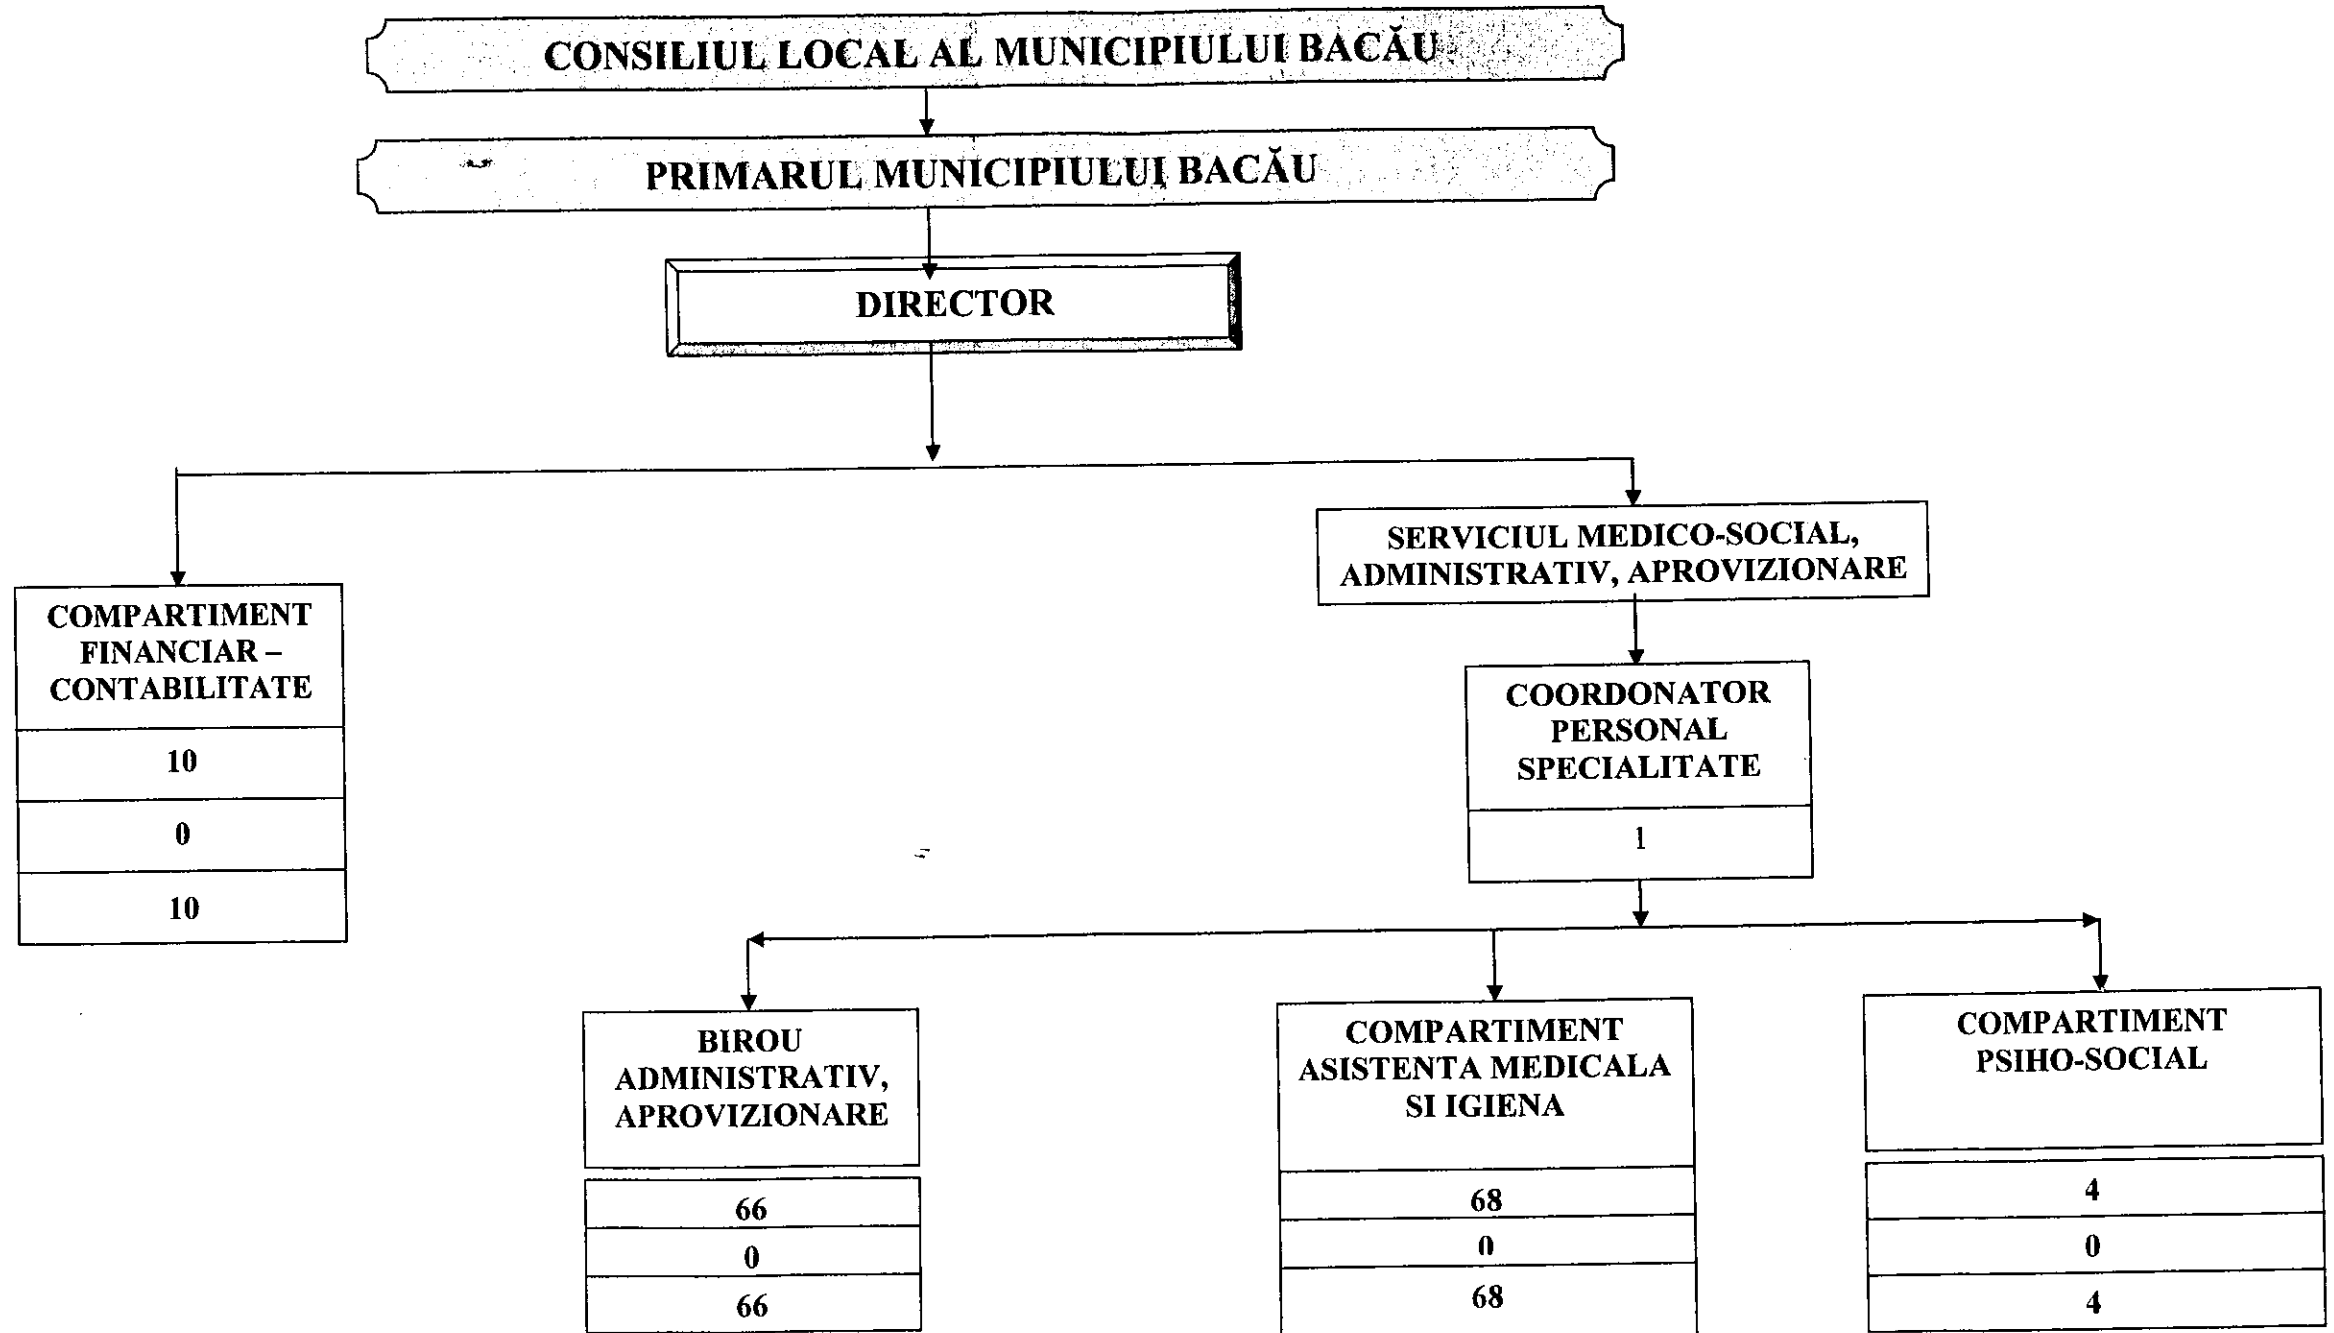 CONSILIUL LOCAL AL MUNICIPIULUI BACĂU
PRIMARUL MUNICIPIULUI BACĂU
DIRECTOR
SERVICIUL MEDICO-SOCIAL,
ADMINISTRATIV, APROVIZIONARE
COMPARTIMENT
FINANCIAR –
CONTABILITATE
10
0
10
COORDONATOR
PERSONAL
SPECIALITATE
1
BIROU
ADMINISTRATIV,
APROVIZIONARE
66
0
66
COMPARTIMENT
ASISTENTA MEDICALA
SI IGIENA
68
0
68
COMPARTIMENT
PSIHO-SOCIAL
4
0
4